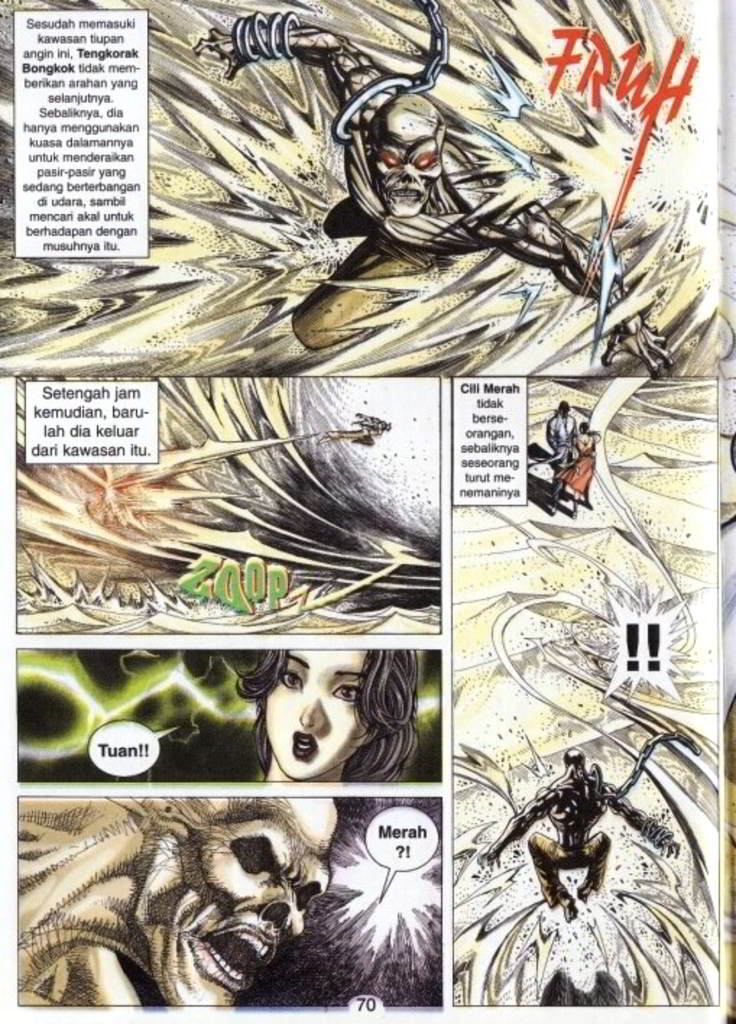 Sesudah memasuki
kawasan tiupan
angin ini, Tengkorak
Bongkok tidak mem-
berikan arahan yang
selanjutnya.
Sebaliknya, dia
hanya menggunakan
kuasa dalamannya
untuk menderaikan
pasir-pasir yang
sedang berterbangan
di udara, sambil
mencari akal untuk
berhadapan dengan
musuhnya itu.
FRUH
Setengah jam
kemudian, baru-
lah dia keluar
dari kawasan itu.
ZOOP
Cili Merah
tidak
berse-
orangan,
sebaliknya
seseorang
turut me-
nemaninya
!!
Tuan!!
Merah
?!
70